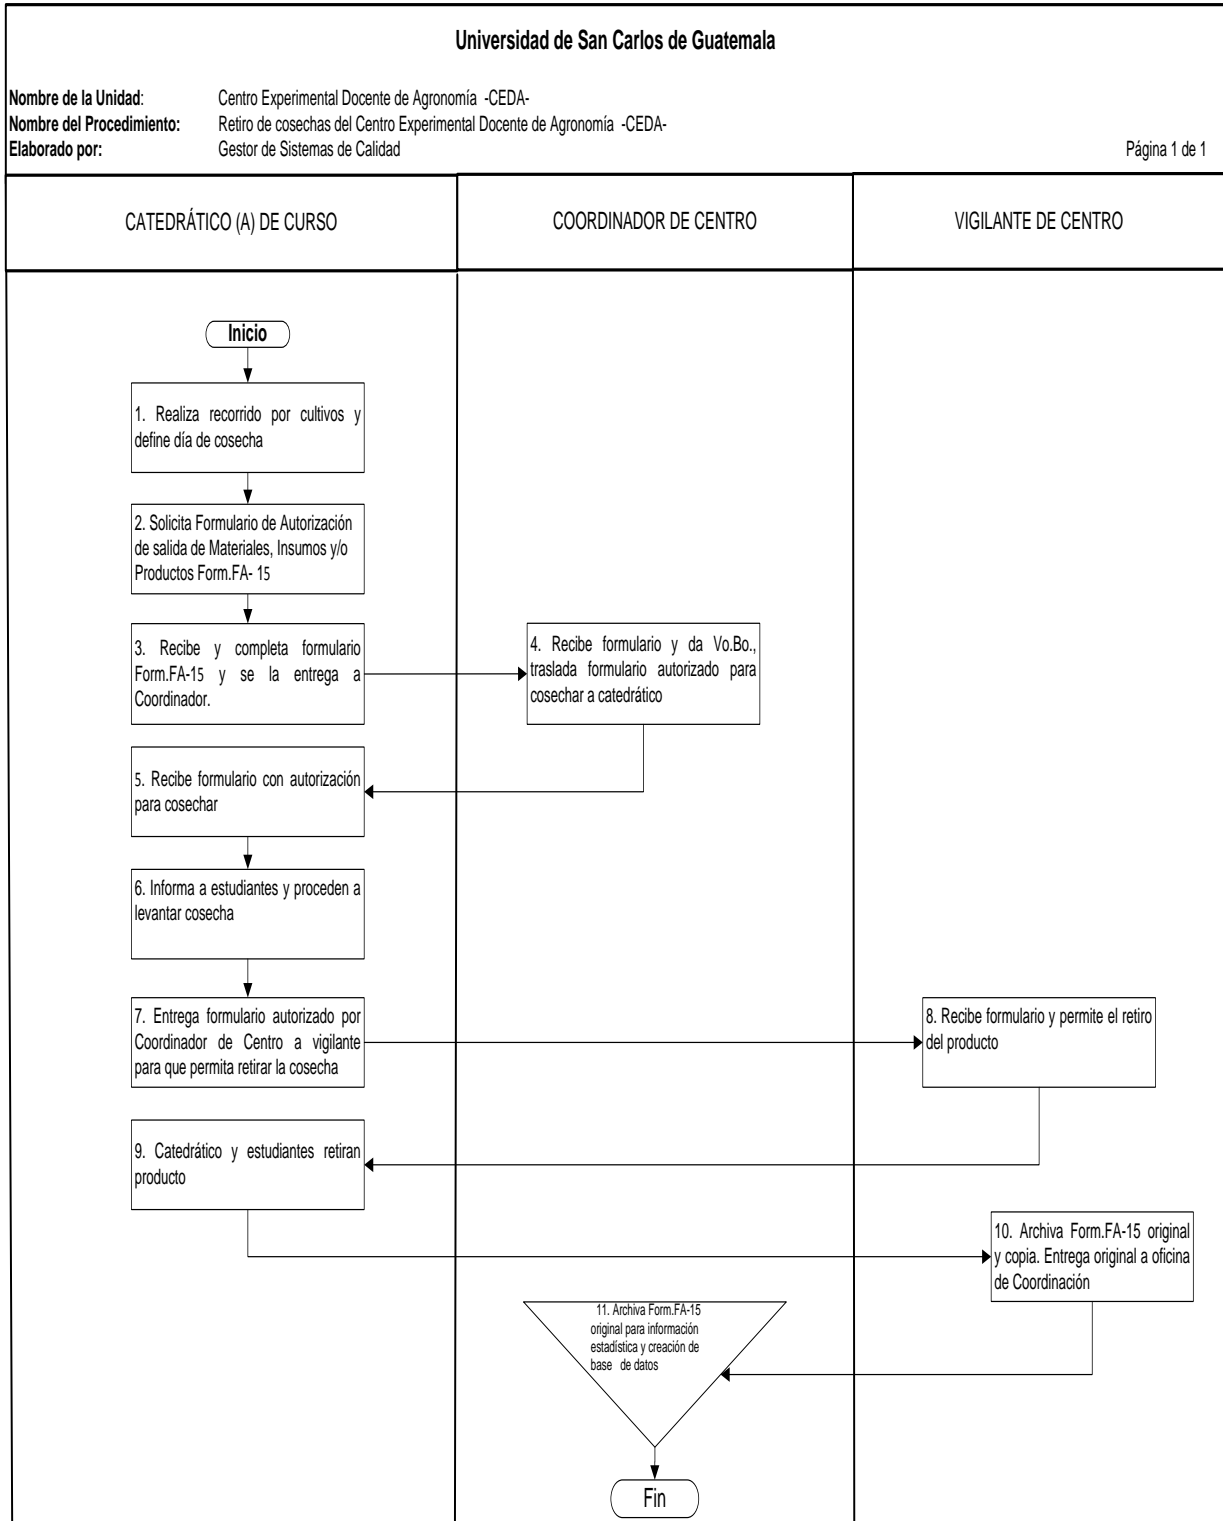 Universidad de San Carlos de Guatemala
Nombre de la Unidad: Centro Experimental Docente de Agronomía -CEDA-
Nombre del Procedimiento: Retiro de cosechas del Centro Experimental Docente de Agronomía -CEDA-
Elaborado por: Gestor de Sistemas de Calidad Página 1 de 1
CATEDRÁTICO (A) DE CURSO
COORDINADOR DE CENTRO
VIGILANTE DE CENTRO
Inicio
1. Realiza recorrido por cultivos y
define día de cosecha
2. Solicita Formulario de Autorización
de salida de Materiales, Insumos y/o
Productos Form.FA- 15
3. Recibe y completa formulario
Form.FA-15 y se la entrega a
Coordinador.
4. Recibe formulario y da Vo.Bo.,
traslada formulario autorizado para
cosechar a catedrático
5. Recibe formulario con autorización
para cosechar
6. Informa a estudiantes y proceden a
levantar cosecha
7. Entrega formulario autorizado por
Coordinador de Centro a vigilante
para que permita retirar la cosecha
8. Recibe formulario y permite el retiro
del producto
9. Catedrático y estudiantes retiran
producto
10. Archiva Form.FA-15 original
y copia. Entrega original a oficina
de Coordinación
11. Archiva Form.FA-15
original para información
estadística y creación de
base de datos
Fin